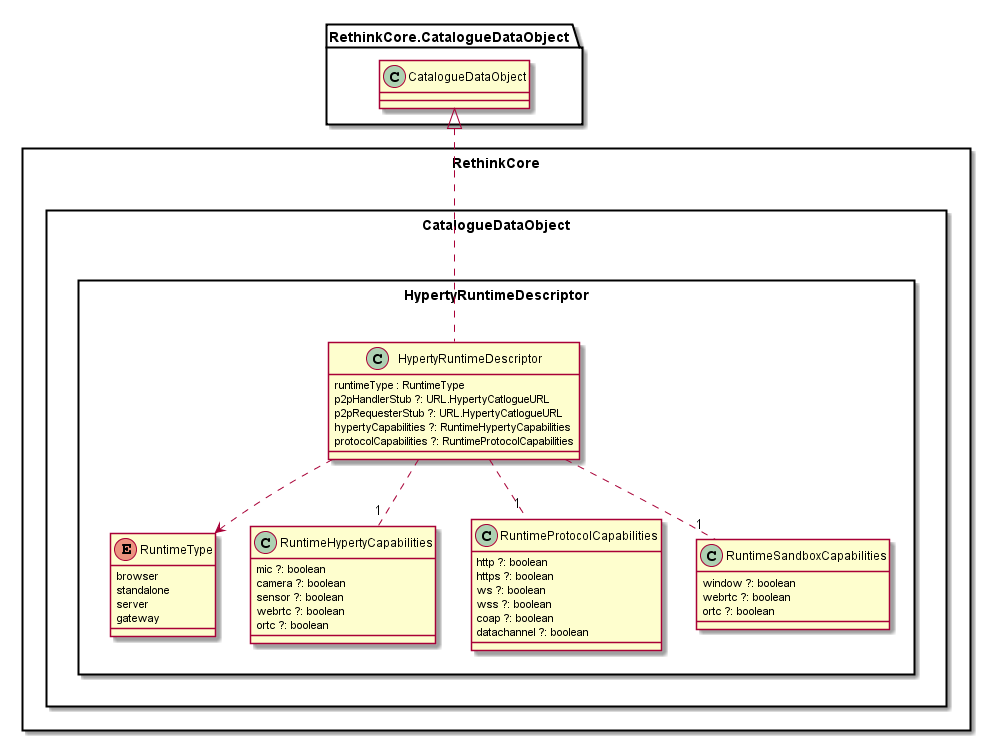 RethinkCore.CatalogueDataObject
C CatalogueDataObject
RethinkCore
CatalogueDataObject
HypertyRuntimeDescriptor
C HypertyRuntimeDescriptor
runtimeType : RuntimeType
p2pHandlerStub ?: URL.HypertyCatlogueURL
p2pRequesterStub ?: URL.HypertyCatlogueURL
hypertyCapabilities ?: RuntimeHypertyCapabilities
protocolCapabilities ?: RuntimeProtocolCapabilities
1
1
1
E RuntimeType
browser
standalone
server
gateway
C RuntimeHypertyCapabilities
mic ?: boolean
camera ?: boolean
sensor ?: boolean
webrtc ?: boolean
ortc ?: boolean
C RuntimeProtocolCapabilities
http ?: boolean
https ?: boolean
ws ?: boolean
wss ?: boolean
coap ?: boolean
datachannel ?: boolean
C RuntimeSandboxCapabilities
window ?: boolean
webrtc ?: boolean
ortc ?: boolean